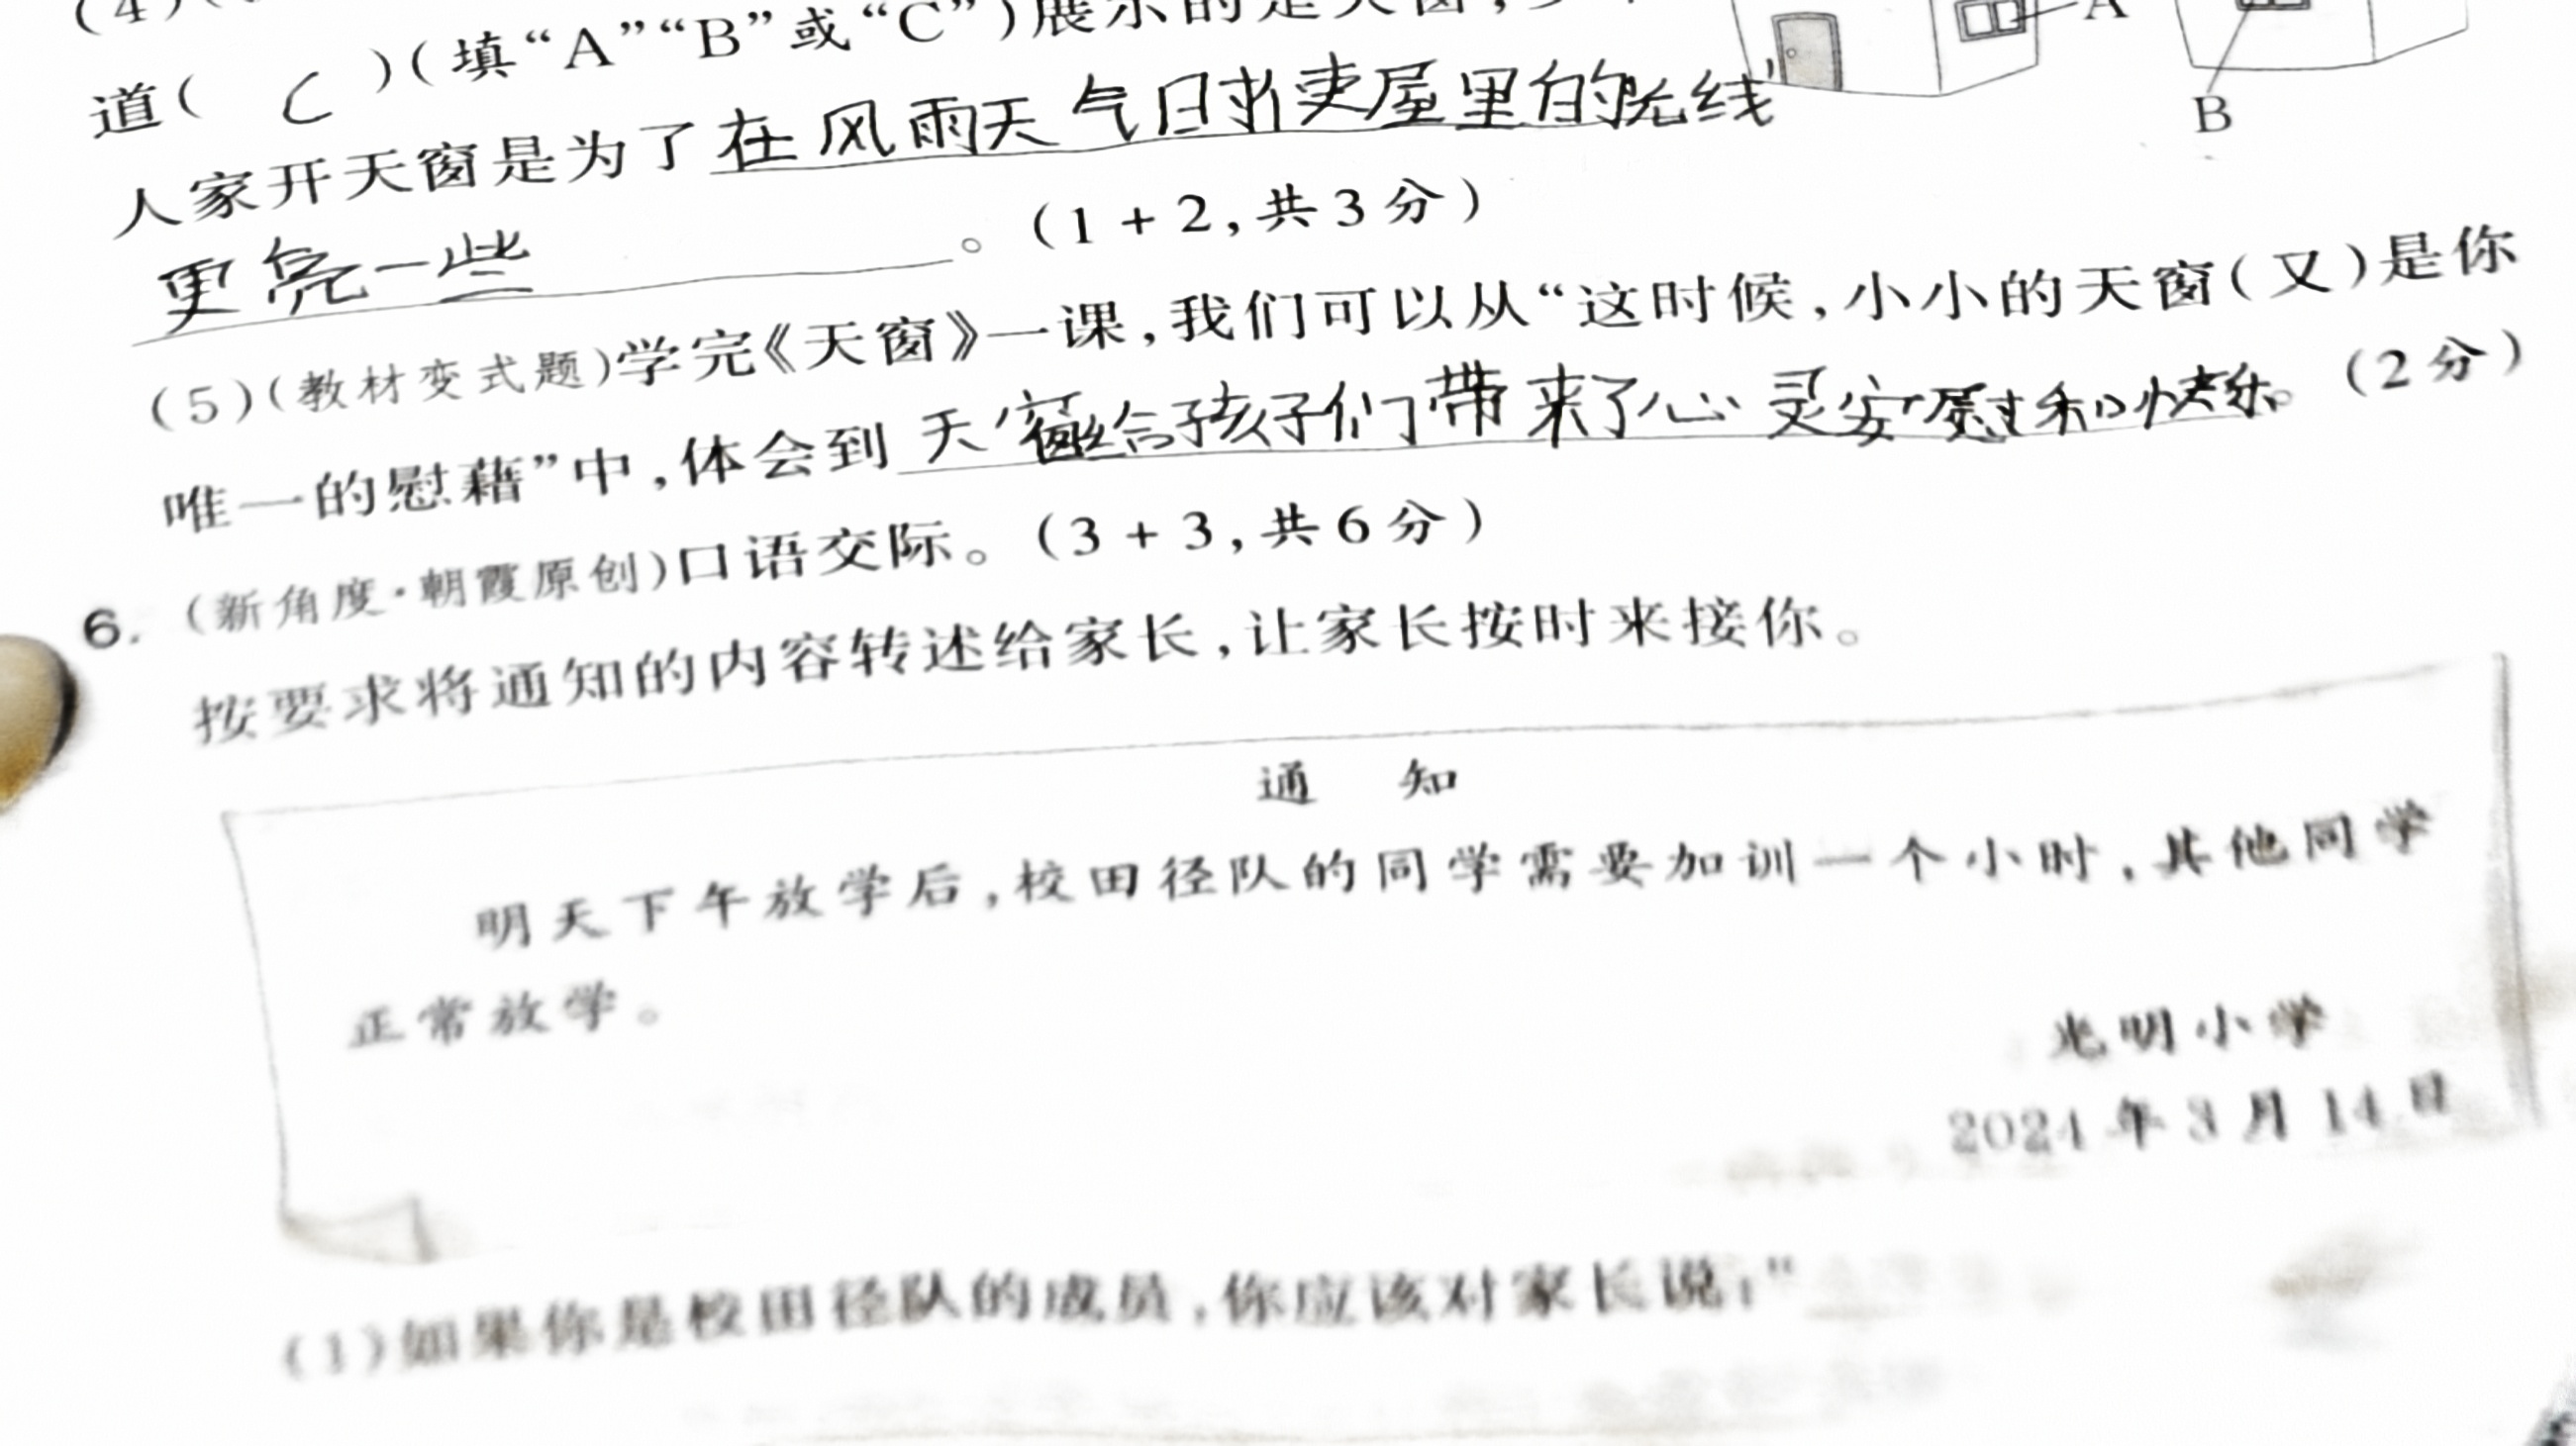 (4)(
道( C )(填“A”“B”或“C”)展示的是天窗,
A
B
人家开天窗是为了在风雨天气时使屋里的光线
更亮一些。(1+2,共3分)
(5)(教材变式题)学完《天窗》一课,我们可以从“这时候,小小的天窗(又)是你
唯一的慰藉”中,体会到天窗给孩子们带来了心灵安慰和快乐。(2分)
6.(新角度·朝霞原创)口语交际。(3+3,共6分)
按要求将通知的内容转述给家长,让家长按时来接你。
通 知
明天下午放学后,校田径队的同学需要加训一个小时,其他同学
正常放学。
光明小学
2024年3月14日
(1)如果你是校田径队的成员,你应该对家长说:“